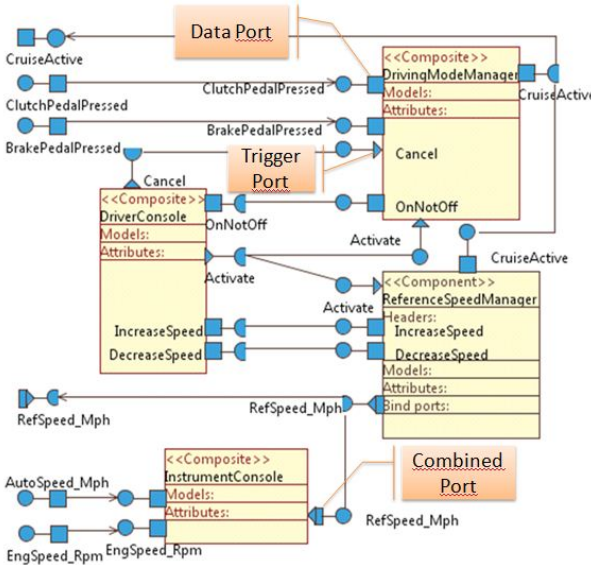 Data Port
CruiseActive
<<Composite>>
DrivingModeManager
Models:
Attributes:
Cancel
OnNotOff
CruiseActive
ClutchPedalPressed
ClutchPedalPressed
BrakePedalPressed
BrakePedalPressed
Trigger
Port
Cancel
<<Composite>>
DriverConsole
Models:
Attributes:
IncreaseSpeed
DecreaseSpeed
OnNotOff
Activate
Activate
Activate
CruiseActive
<<Component>>
ReferenceSpeedManager
Headers:
IncreaseSpeed
DecreaseSpeed
Models:
Attributes:
Bind ports:
RefSpeed_Mph
RefSpeed_Mph
<<Composite>>
InstrumentConsole
Models:
Attributes:
Combined
Port
AutoSpeed_Mph
RefSpeed_Mph
EngSpeed_Rpm
EngSpeed_Rpm